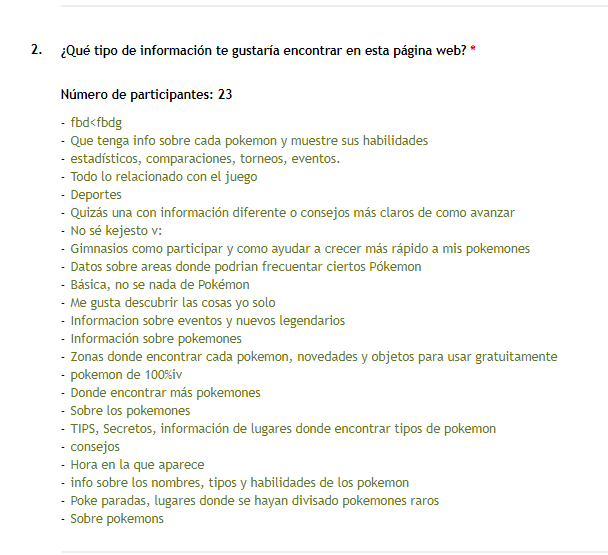 2. ¿Qué tipo de información te gustaría encontrar en esta página web? *
Número de participantes: 23
- fbd<fbdg
- Que tenga info sobre cada pokemon y muestre sus habilidades
- estadísticos, comparaciones, torneos, eventos.
- Todo lo relacionado con el juego
- Deportes
- Quizás una con información diferente o consejos más claros de como avanzar
- No sé kejesto v:
- Gimnasios como participar y como ayudar a crecer más rápido a mis pokemones
- Datos sobre areas donde podrian frecuentar ciertos Pókemon
- Básica, no se nada de Pokémón
- Me gusta descubrir las cosas yo solo
- Informacion sobre eventos y nuevos legendarios
- Información sobre pokemones
- Zonas donde encontrar cada pokemon, novedades y objetos para usar gratuitamente
- pokemon de 100%iv
- Donde encontrar más pokemones
- Sobre los pokemones
- TIPS, Secretos, información de lugares donde encontrar tipos de pokemon
- consejos
- Hora en la que aparece
- info sobre los nombres, tipos y habilidades de los pokemon
- Poke paradas, lugares donde se hayan divisado pokemones raros
- Sobre pokemons